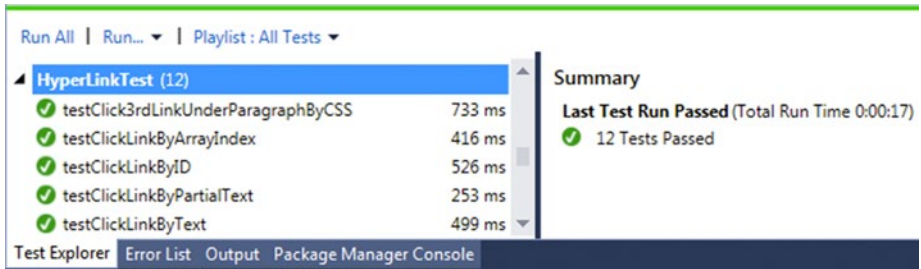 Run All | Run... | Playlist : All Tests
HyperLinkTest (12)
testClick3rdLinkUnderParagraphByCSS 733 ms
testClickLinkByArrayIndex 416 ms
testClickLinkByID 526 ms
testClickLinkByPartialText 253 ms
testClickLinkByText 499 ms
Summary
Last Test Run Passed (Total Run Time 0:00:17)
12 Tests Passed
Test Explorer Error List Output Package Manager Console